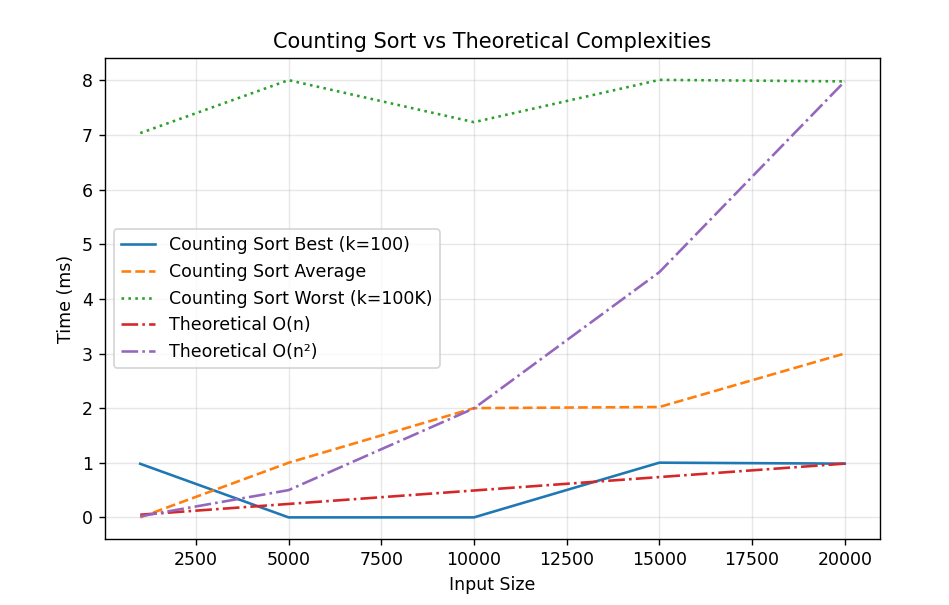 Counting Sort vs Theoretical Complexities
8
7
6
5
4
3
2
1
0
Time (ms)
Counting Sort Best (k=100)
Counting Sort Average
Counting Sort Worst (k=100K)
Theoretical O(n)
Theoretical O(n²)
2500 5000 7500 10000 12500 15000 17500 20000
Input Size